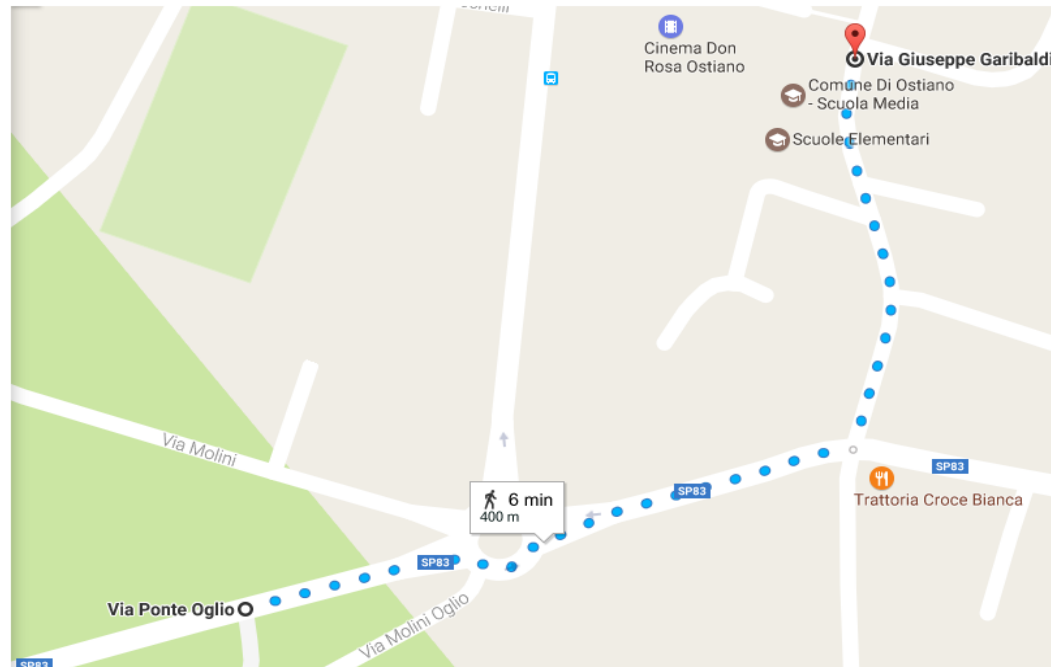 Cinema Don
Rosa Ostiano
Via Giuseppe Garibaldi
Comune Di Ostiano
- Scuola Media
Scuole Elementari
Via Molini
6 min
400 m
SP83
SP83
Trattoria Croce Bianca
SP83
Via Ponte Oglio
Via Molini Oglio
SP83